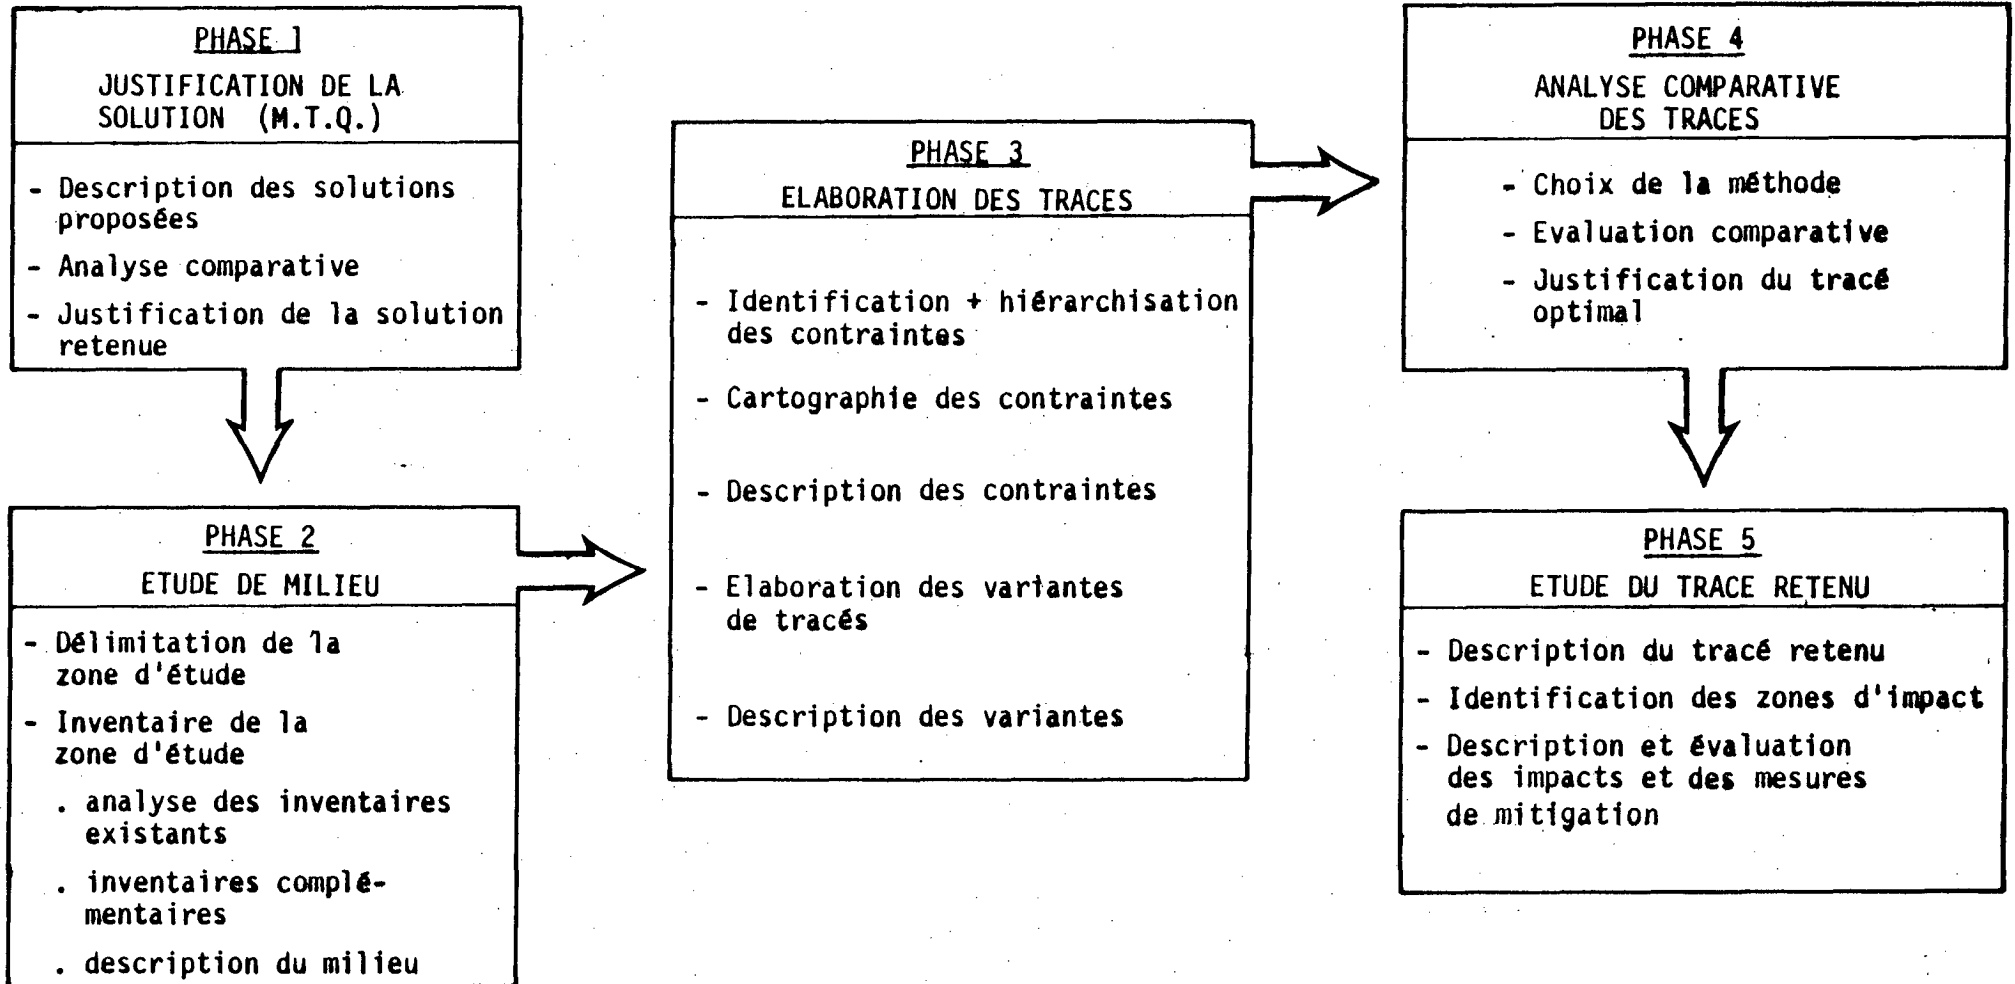 PHASE 1
JUSTIFICATION DE LA
SOLUTION (M.T.Q.)
- Description des solutions
proposées
- Analyse comparative
- Justification de la solution
retenue
PHASE 2
ETUDE DE MILIEU
- Délimitation de la
zone d'étude
- Inventaire de la
zone d'étude
. analyse des inventaires
existants
. inventaires complé-
mentaires
. description du milieu
PHASE 3
ELABORATION DES TRACES
- Identification + hiérarchisation
des contraintes
- Cartographie des contraintes
- Description des contraintes
- Elaboration des variantes
de tracés
- Description des variantes
PHASE 4
ANALYSE COMPARATIVE
DES TRACES
- Choix de la méthode
- Evaluation comparative
- Justification du tracé
optimal
PHASE 5
ETUDE DU TRACE RETENU
- Description du tracé retenu
- Identification des zones d'impact
- Description et évaluation
des impacts et des mesures
de mitigation